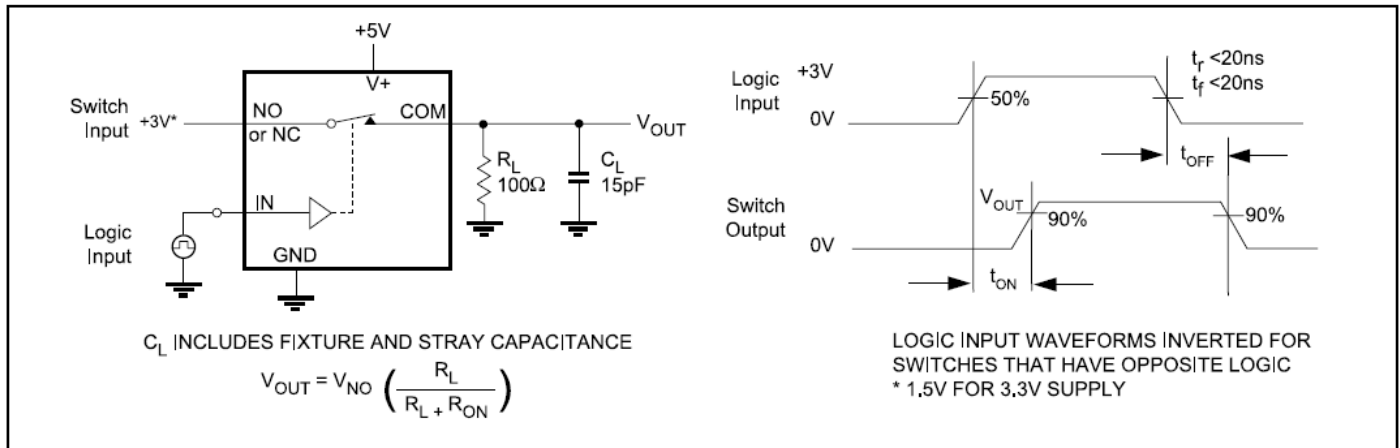 +5V
V+
Switch
Input
+3V*
NO
or NC
COM
V_OUT
R_L
100Ω
C_L
15pF
IN
Logic
Input
GND
C_L INCLUDES FIXTURE AND STRAY CAPACITANCE
V_OUT = V_NO ( R_L / R_L + R_ON )
Logic
Input
+3V
0V
50%
t_r <20ns
t_f <20ns
t_OFF
Switch
Output
V_OUT
0V
90%
90%
t_ON
LOGIC INPUT WAVEFORMS INVERTED FOR
SWITCHES THAT HAVE OPPOSITE LOGIC
* 1.5V FOR 3.3V SUPPLY